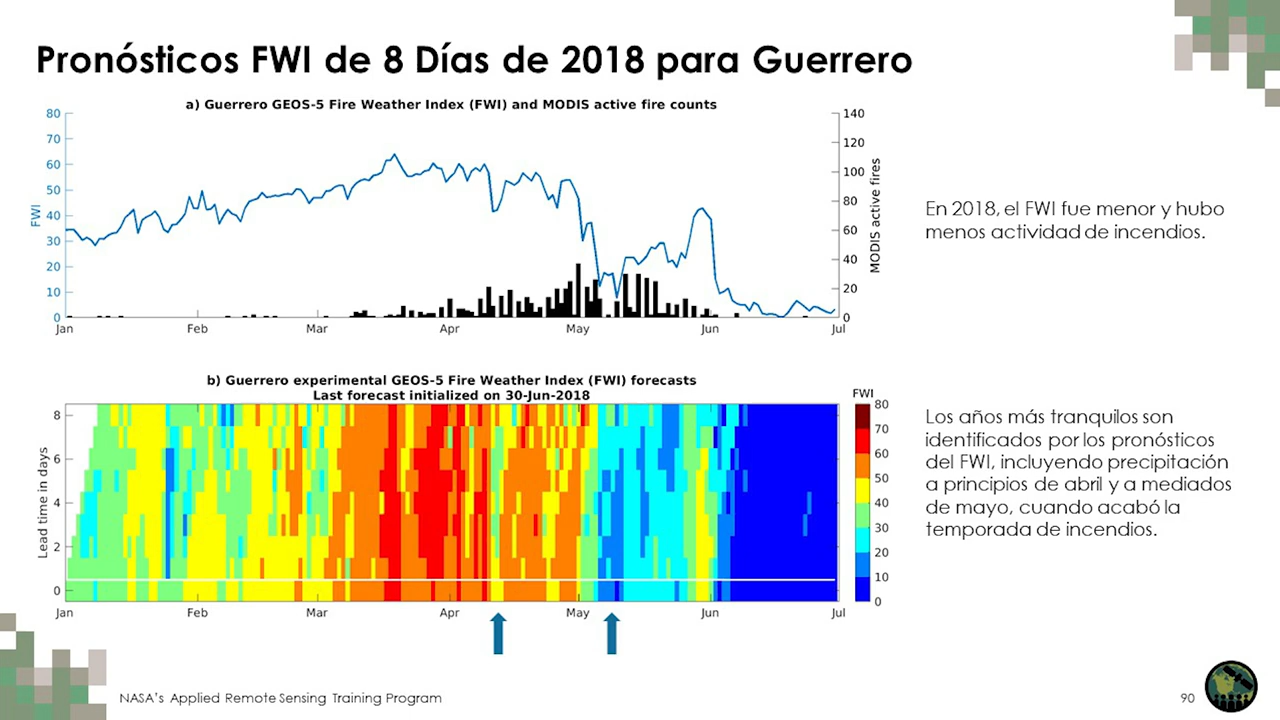 Pronósticos FWI de 8 Días de 2018 para Guerrero
a) Guerrero GEOS-5 Fire Weather Index (FWI) and MODIS active fire counts
80
70
60
50
40
30
20
10
0
FWI
140
120
100
80
60
40
20
0
MODIS active fires
Jan Feb Mar Apr May Jun Jul
En 2018, el FWI fue menor y hubo
menos actividad de incendios.
b) Guerrero experimental GEOS-5 Fire Weather Index (FWI) forecasts
Last forecast initialized on 30-Jun-2018
8
6
4
2
0
Lead time in days
Jan Feb Mar Apr May Jun Jul
FWI
80
70
60
50
40
30
20
10
0
Los años más tranquilos son
identificados por los pronósticos
del FWI, incluyendo precipitación
a principios de abril y a mediados
de mayo, cuando acabó la
temporada de incendios.
NASA's Applied Remote Sensing Training Program
90